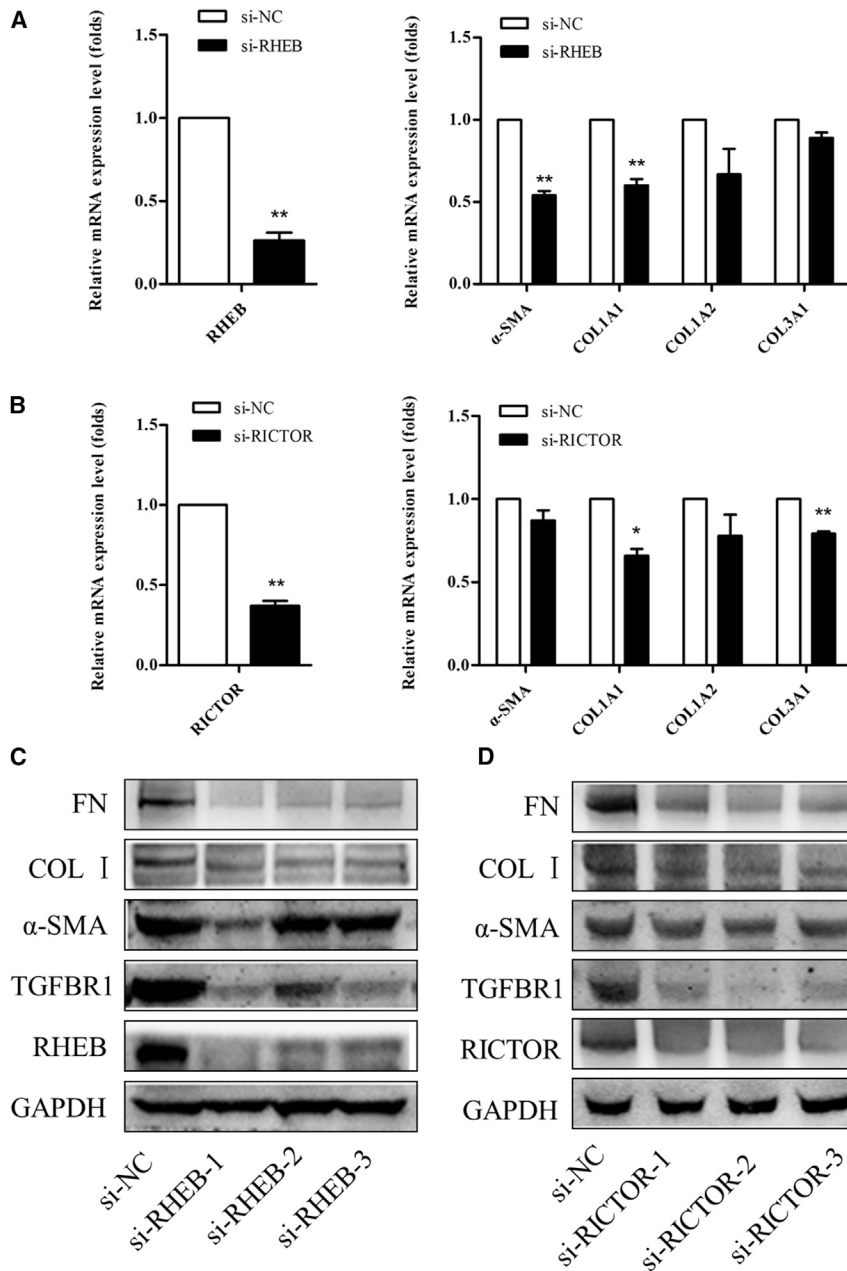 A
Relative mRNA expression level (folds)
si-NC
si-RHEB
1.5
1.0
0.5
0.0
**
RHEB
Relative mRNA expression level (folds)
si-NC
si-RHEB
1.5
1.0
0.5
0.0
**
**
α-SMA
COL1A1
COL1A2
COL3A1
B
Relative mRNA expression level (folds)
si-NC
si-RICTOR
1.5
1.0
0.5
0.0
**
RICTOR
Relative mRNA expression level (folds)
si-NC
si-RICTOR
1.5
1.0
0.5
0.0
*
**
α-SMA
COL1A1
COL1A2
COL3A1
C
FN
COL Ⅰ
α-SMA
TGFBR1
RHEB
GAPDH
si-NC
si-RHEB-1
si-RHEB-2
si-RHEB-3
D
FN
COL Ⅰ
α-SMA
TGFBR1
RICTOR
GAPDH
si-NC
si-RICTOR-1
si-RICTOR-2
si-RICTOR-3